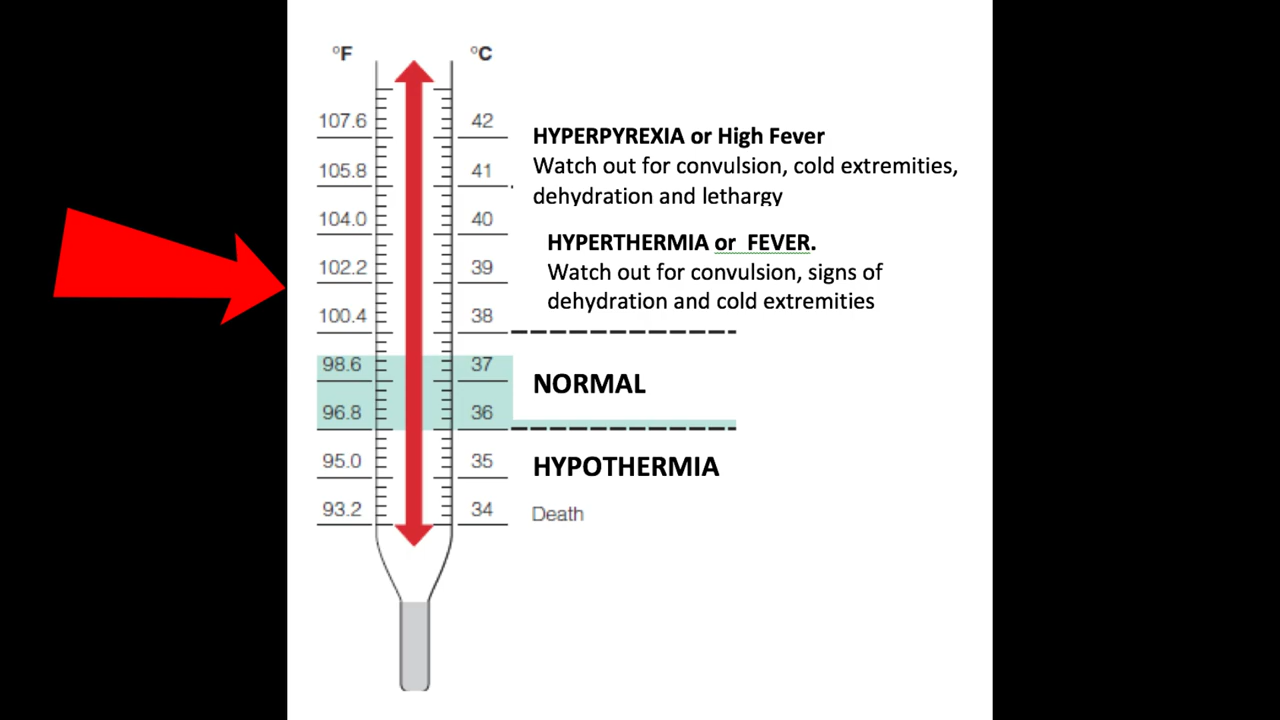 °F °C
107.6 42
HYPERPYREXIA or High Fever
Watch out for convulsion, cold extremities,
105.8 41
dehydration and lethargy
104.0 40
HYPERTHERMIA or FEVER.
102.2 39
Watch out for convulsion, signs of
dehydration and cold extremities
100.4 38
98.6 37
NORMAL
96.8 36
95.0 35
HYPOTHERMIA
93.2 34
Death